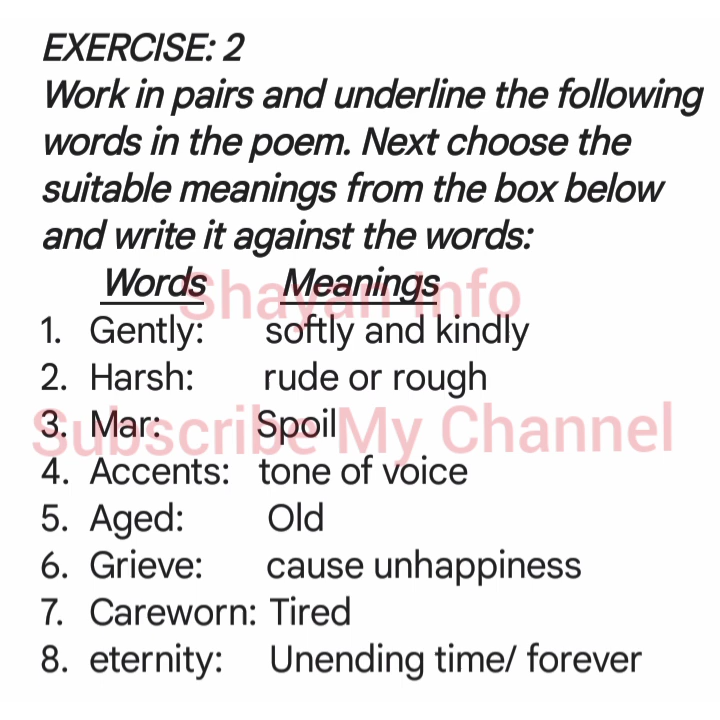 EXERCISE: 2
Work in pairs and underline the following
words in the poem. Next choose the
suitable meanings from the box below
and write it against the words:
Words Meanings
Shayan Info
1. Gently: softly and kindly
2. Harsh: rude or rough
3. Mar: Spoil
Subscribe My Channel
4. Accents: tone of voice
5. Aged: Old
6. Grieve: cause unhappiness
7. Careworn: Tired
8. eternity: Unending time/ forever